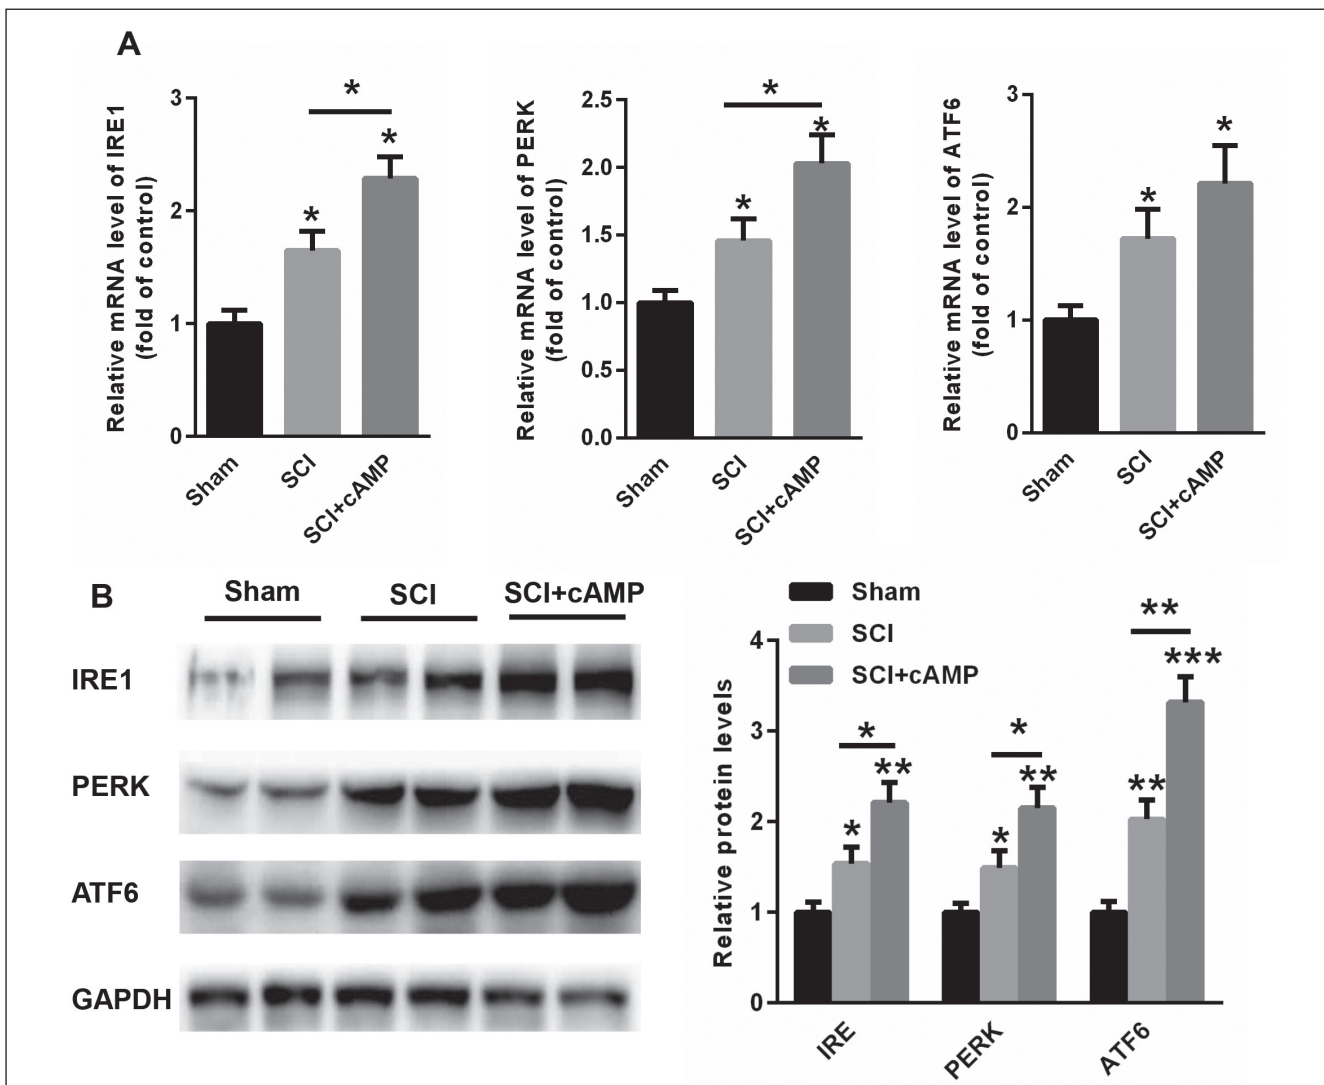 A
Relative mRNA level of IRE1
(fold of control)
3
2
1
0
*
*
*
Sham
SCI
SCI+cAMP
Relative mRNA level of PERK
(fold of control)
2.5
2.0
1.5
1.0
0.5
0.0
*
*
*
Sham
SCI
SCI+cAMP
Relative mRNA level of ATF6
(fold of control)
3
2
1
0
*
*
Sham
SCI
SCI+cAMP
B
Sham SCI SCI+cAMP
IRE1
PERK
ATF6
GAPDH
Sham
SCI
SCI+cAMP
Relative protein levels
4
3
2
1
0
*
*
**
*
*
**
**
**
***
IRE
PERK
ATF6